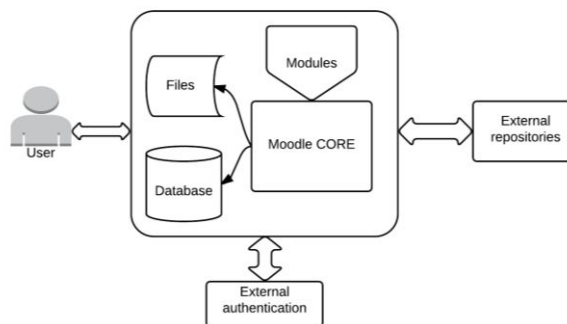 Modules
Files
Moodle CORE
External
repositories
User
Database
External
authentication